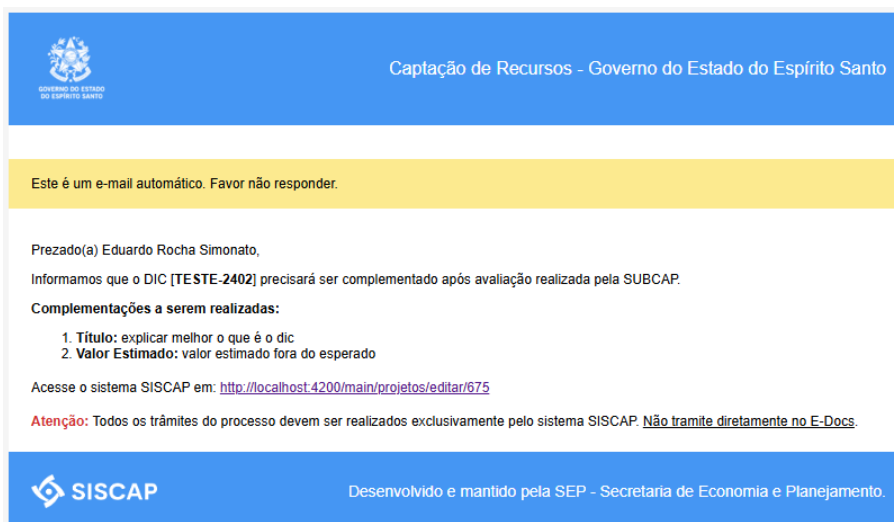 GOVERNO DO ESTADO
DO ESPÍRITO SANTO
Captação de Recursos - Governo do Estado do Espírito Santo
Este é um e-mail automático. Favor não responder.
Prezado(a) Eduardo Rocha Simonato,
Informamos que o DIC [TESTE-2402] precisará ser complementado após avaliação realizada pela SUBCAP.
Complementações a serem realizadas:
1. Título: explicar melhor o que é o dic
2. Valor Estimado: valor estimado fora do esperado
Acesse o sistema SISCAP em: http://localhost:4200/main/projetos/editar/675
Atenção: Todos os trâmites do processo devem ser realizados exclusivamente pelo sistema SISCAP. Não tramite diretamente no E-Docs.
SISCAP
Desenvolvido e mantido pela SEP - Secretaria de Economia e Planejamento.